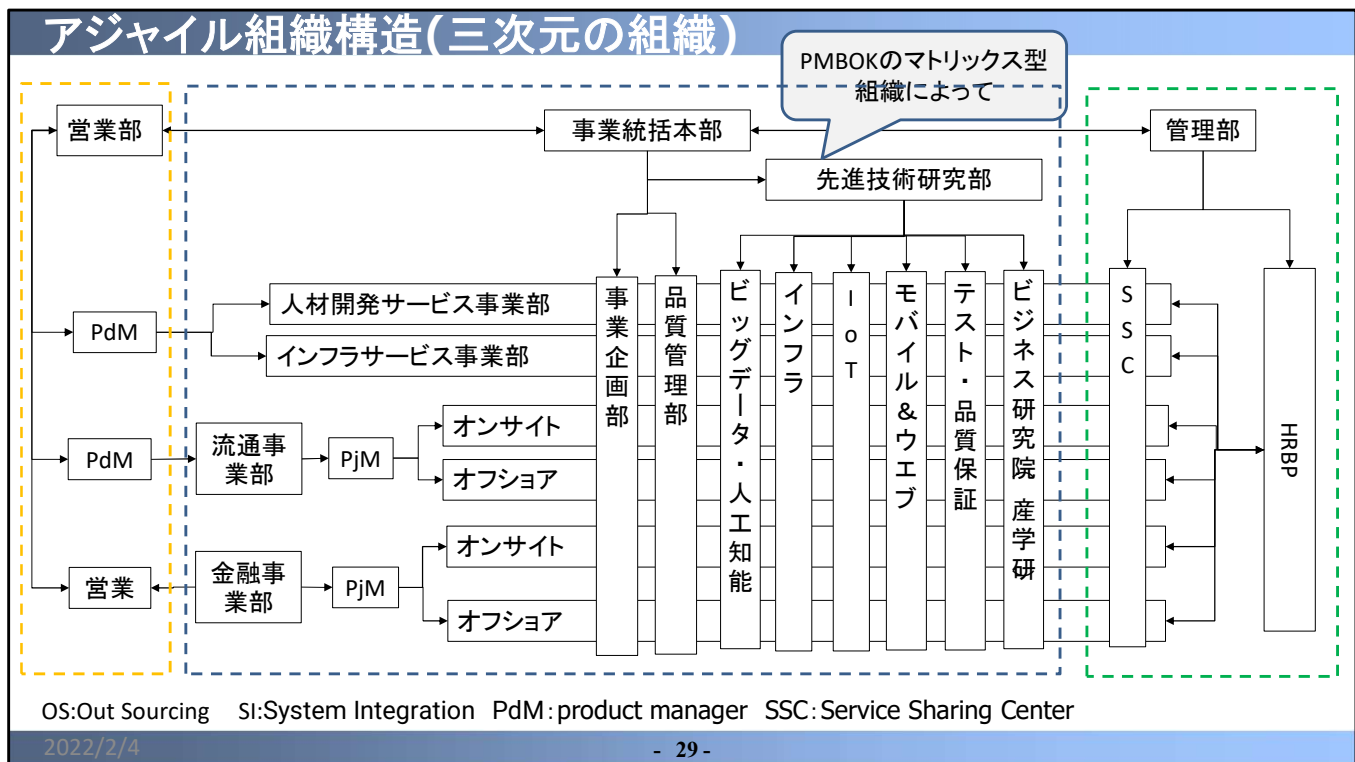 アジャイル組織構造(三次元の組織)
PMBOKのマトリックス型
組織によって
営業部
事業統括本部
管理部
先進技術研究部
人材開発サービス事業部
インフラサービス事業部
PdM
PdM
営業
流通事
業部
PjM
オンサイト
オフショア
金融事
業部
PjM
オンサイト
オフショア
事業企画部
品質管理部
ビッグデータ・人工知能
インフラ
IoT
モバイル&ウエブ
テスト・品質保証
ビジネス研究院 産学研
SSC
HRBP
OS:Out Sourcing SI:System Integration PdM:product manager SSC:Service Sharing Center
2022/2/4
- 29 -